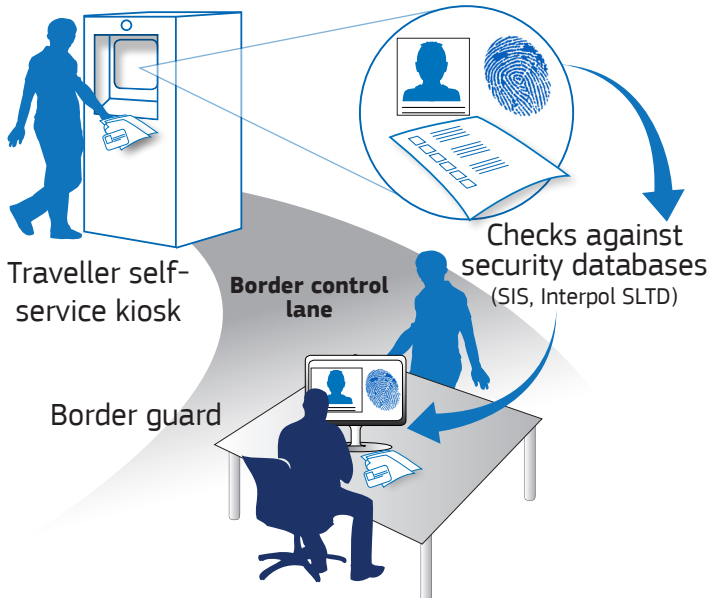 Traveller self-
service kiosk
Checks against
security databases
(SIS, Interpol SLTD)
Border control
lane
Border guard